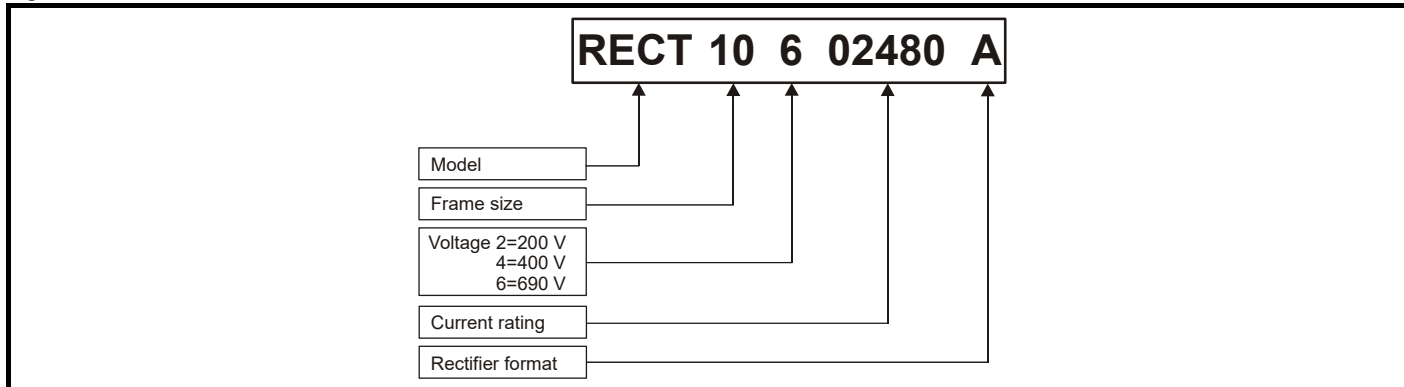 RECT 10 6 02480 A
Model
Frame size
Voltage 2=200 V
4=400 V
6=690 V
Current rating
Rectifier format